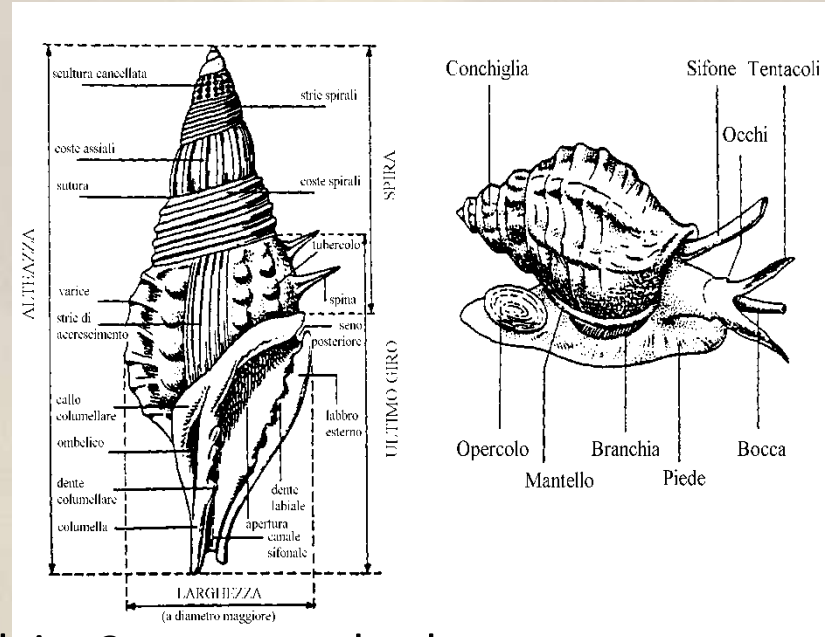 scultura cancellata
strie spirali
coste assiali
sutura
coste spirali
SPIRA
ALTEAZZA
tubercolo
varice
spina
strie di
accrescimento
seno
posteriore
ULTIMO GIRO
callo
columellare
labbro
esterno
ombelico
dente
columellare
dente
labiale
columella
apertura
canale
sifonale
LARGHEZZA
(a diametro maggiore)
Conchiglia
Sifone Tentacoli
Occhi
Opercolo
Mantello
Branchia
Piede
Bocca